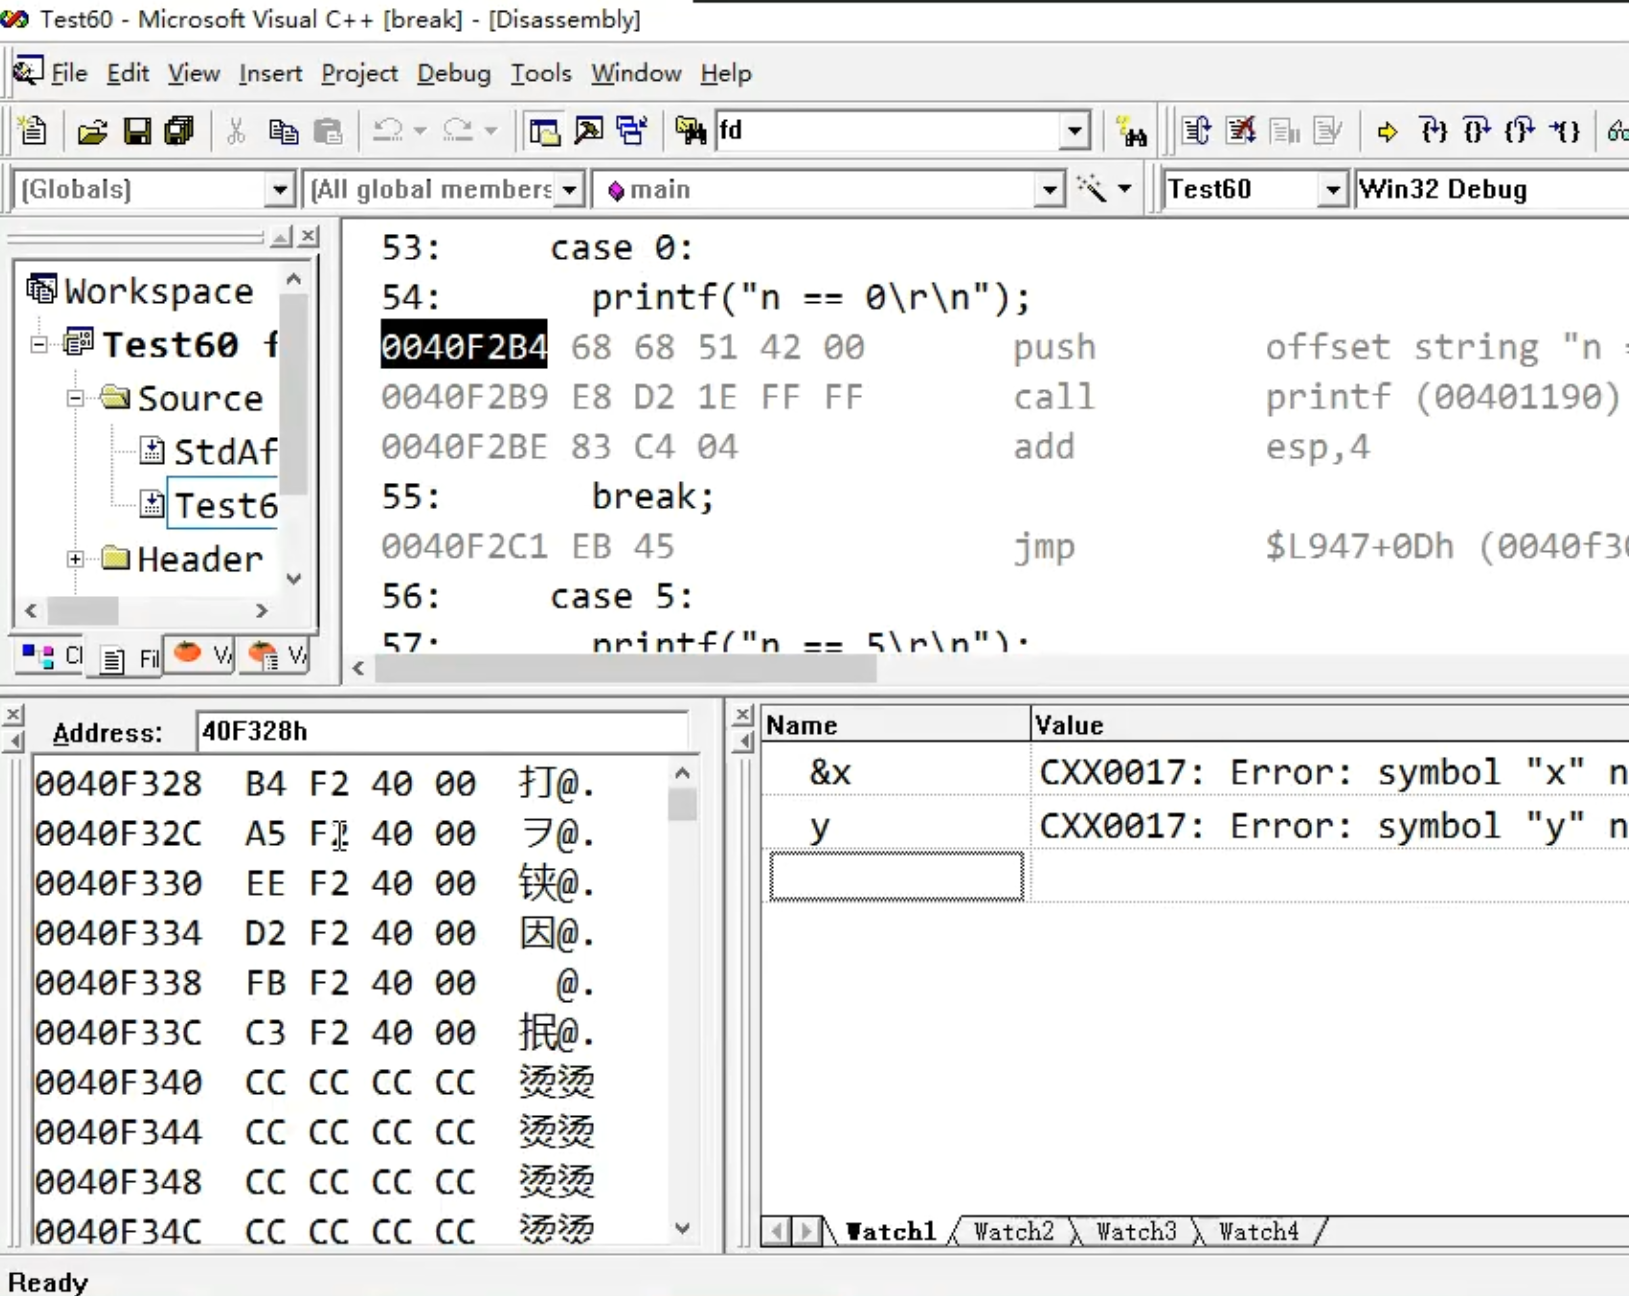 Test60 - Microsoft Visual C++ [break] - [Disassembly]
File Edit View Insert Project Debug Tools Window Help
fd
(Globals) (All global members main Test60 Win32 Debug
Workspace
Test60 f
Source
StdAf
Test6
Header
Cl Fil VA VA
53: case 0:
54: printf("n == 0\r\n");
0040F2B4 68 68 51 42 00 push offset string "n =
0040F2B9 E8 D2 1E FF FF call printf (00401190)
0040F2BE 83 C4 04 add esp,4
55: break;
0040F2C1 EB 45 jmp $L947+0Dh (0040f30
56: case 5:
57: printf("n == 5\r\n");
Address: 40F328h
0040F328 B4 F2 40 00 打@.
0040F32C A5 F2 40 00 ヲ@.
0040F330 EE F2 40 00 铗@.
0040F334 D2 F2 40 00 因@.
0040F338 FB F2 40 00 @.
0040F33C C3 F2 40 00 抿@.
0040F340 CC CC CC CC 烫烫
0040F344 CC CC CC CC 烫烫
0040F348 CC CC CC CC 烫烫
0040F34C CC CC CC CC 烫烫
Name Value
&x CXX0017: Error: symbol "x" n
y CXX0017: Error: symbol "y" n
Watch1 Watch2 Watch3 Watch4
Ready